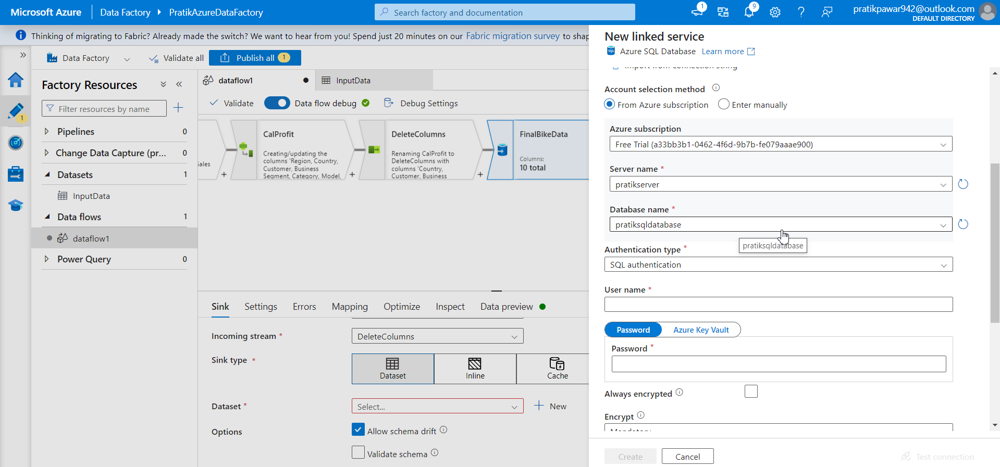 Microsoft Azure
Data Factory
PratikAzureDataFactory
Search factory and documentation
1
9
pratikpawar942@outlook.com
DEFAULT DIRECTORY
Thinking of migrating to Fabric? Already made the switch? We want to hear from you! Spend just 20 minutes on our Fabric migration survey to shap
Data Factory
Validate all
Publish all 1
Factory Resources
Filter resources by name
1
Pipelines 0
Change Data Capture (pr... 0
Datasets 1
InputData
Data flows 1
dataflow1
Power Query 0
dataflow1
InputData
Validate
Data flow debug
Debug Settings
Sales
CalProfit
Creating/updating the
columns 'Region, Country,
Customer, Business
Segment, Category, Model,
DeleteColumns
Renaming CalProfit to
DeleteColumns with
columns 'Country,
Customer, Business
FinalBikeData
Columns:
10 total
+
+
+
Sink
Settings
Errors
Mapping
Optimize
Inspect
Data preview
Incoming stream *
DeleteColumns
Sink type *
Dataset
Inline
Cache
Dataset *
Select...
New
Options
Allow schema drift
Validate schema
New linked service
Azure SQL Database Learn more
Import from connection string
Account selection method
From Azure subscription
Enter manually
Azure subscription
Free Trial (a33bb3b1-0462-4f6d-9b7b-fe079aaae900)
Server name *
pratikserver
Database name *
pratiksqldatabase
pratiksqldatabase
Authentication type *
SQL authentication
User name *
Password
Azure Key Vault
Password *
Always encrypted
Encrypt
Mandatory
Create
Cancel
Test connection